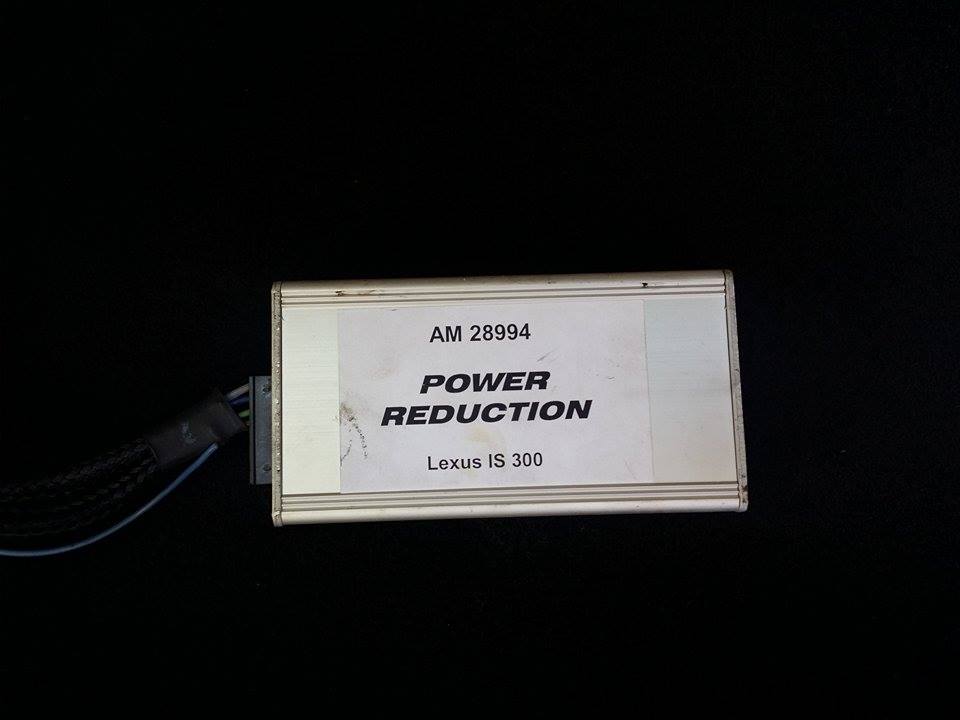 AM 28994
POWER
REDUCTION
Lexus IS 300